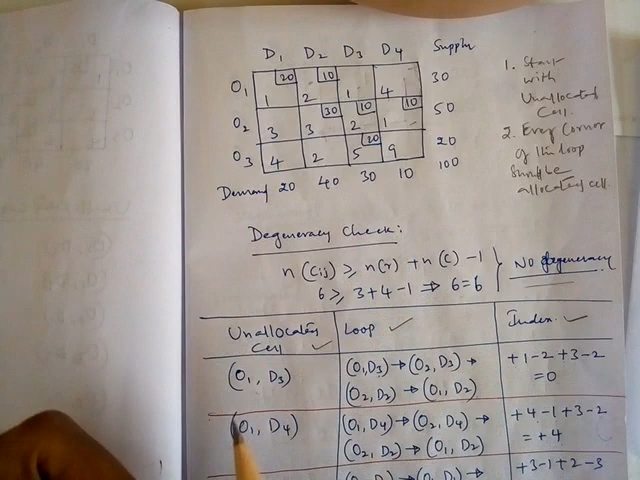 D1 D2 D3 D4 Supply
O1 20 1 10 2 1 4 30
O2 3 30 3 10 2 10 1 50
O3 4 2 20 5 9 20
Demand 20 40 30 10 100
1. Start
with
Unallocated
Cell.
2. Every Corner
of the loop
allocated cell.
Degeneracy Check:
n(Cij) ≥ n(r) + n(c) - 1
6 ≥ 3+4-1 ⇒ 6=6
No degeneracy
Unallocated Cell ✓ Loop ✓ Index ✓
(O1, D3) (O1D3) → (O2, D3) → +1-2+3-2
(O2, D2) → (O1, D2) =0
(O1, D4) (O1, D4) → (O2, D4) → +4-1+3-2
(O2, D2) → (O1, D2) = +4
+3-1+2-3